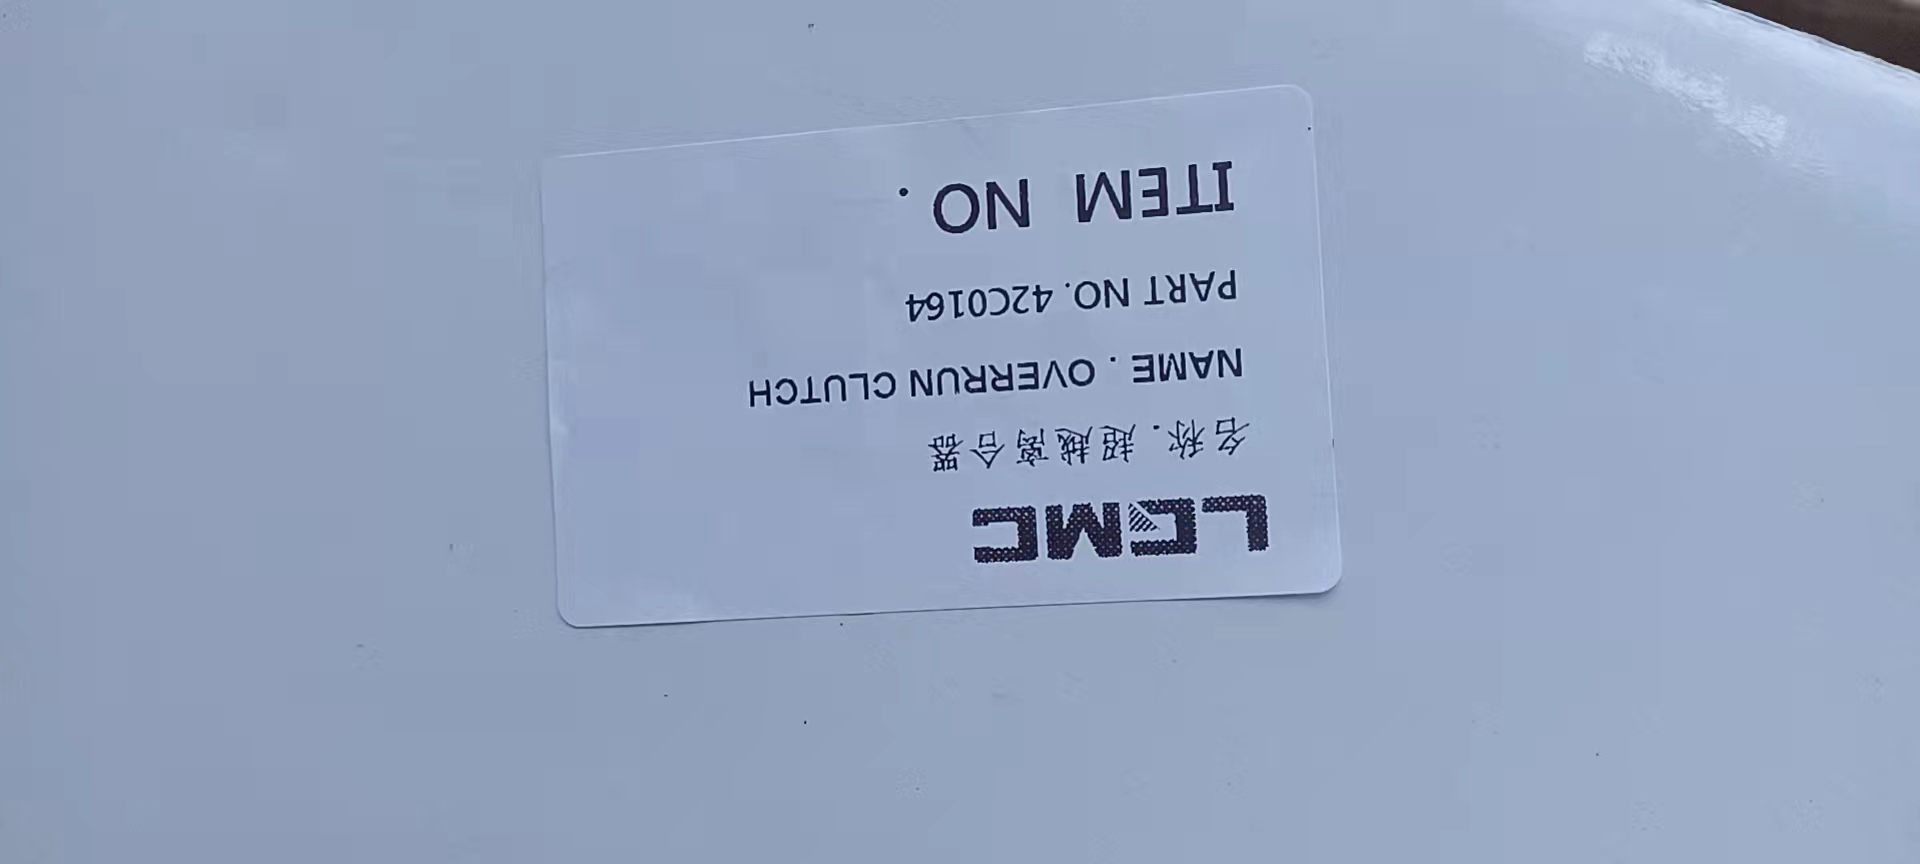 LGMC
名称．超越离合器
NAME．OVERRUN CLUTCH
PART NO. 42C0164
ITEM NO．